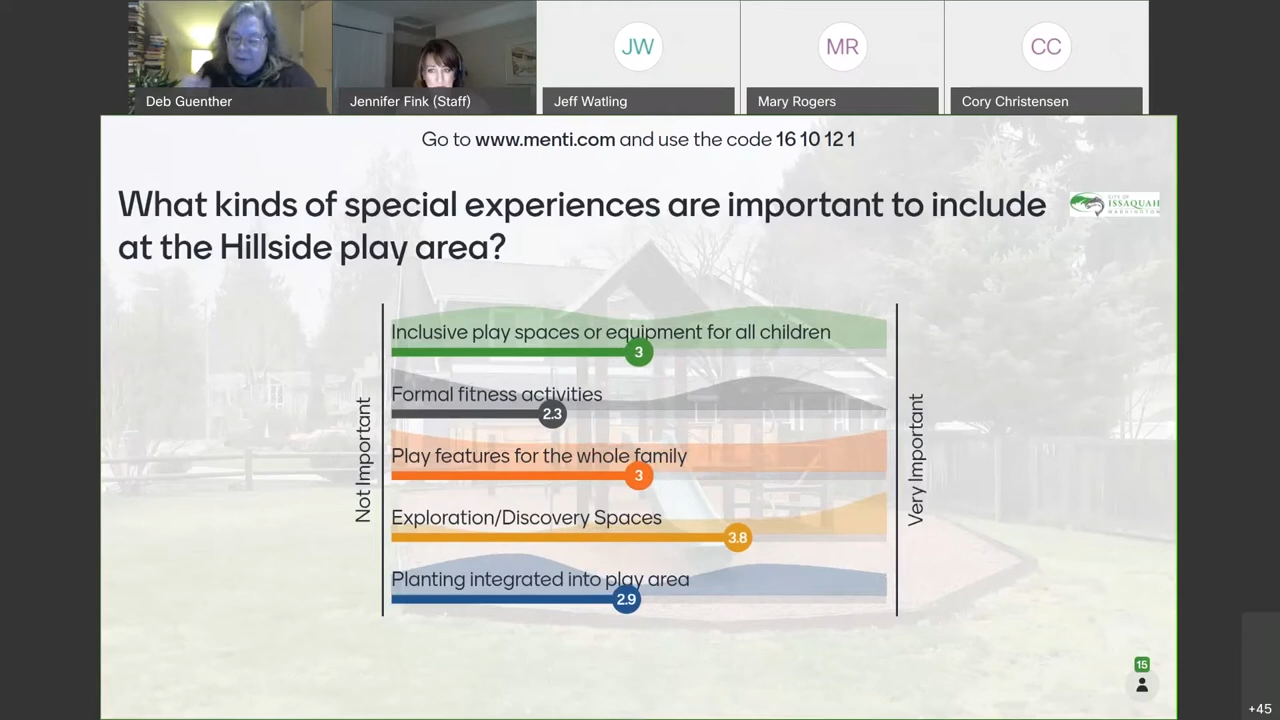 Deb Guenther
Jennifer Fink (Staff)
JW
Jeff Watling
MR
Mary Rogers
CC
Cory Christensen
Go to www.menti.com and use the code 16 10 12 1
What kinds of special experiences are important to include
at the Hillside play area?
CITY OF
ISSAQUAH
WASHINGTON
Not Important
Inclusive play spaces or equipment for all children
3
Formal fitness activities
2.3
Play features for the whole family
3
Exploration/Discovery Spaces
3.8
Planting integrated into play area
2.9
Very Important
15
+45